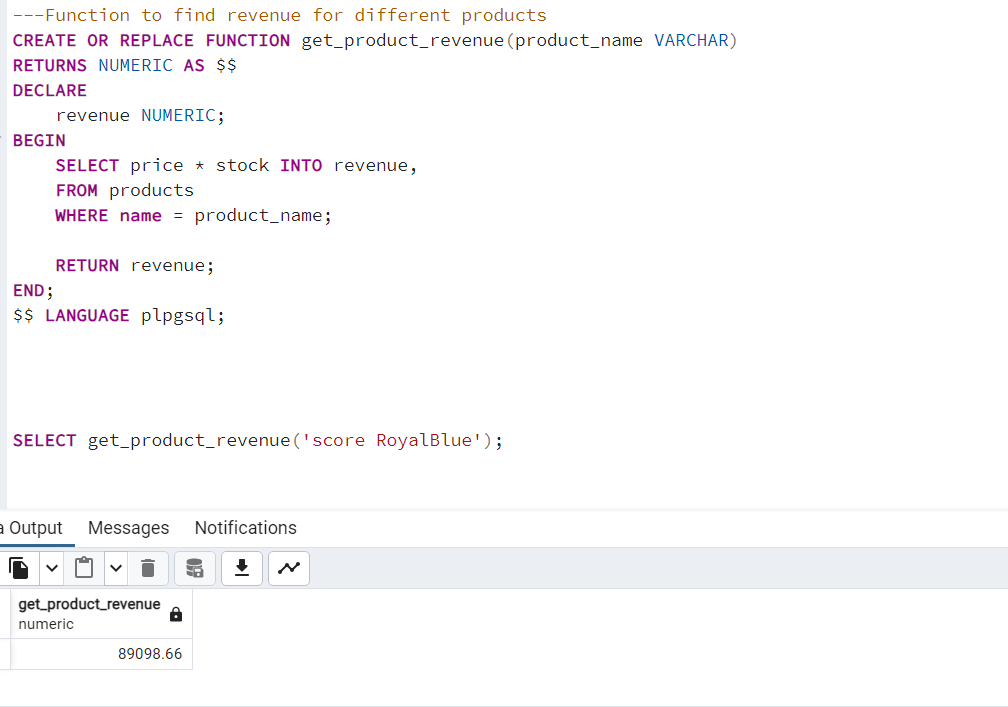 ---Function to find revenue for different products
CREATE OR REPLACE FUNCTION get_product_revenue(product_name VARCHAR)
RETURNS NUMERIC AS $$
DECLARE
    revenue NUMERIC;
BEGIN
    SELECT price * stock INTO revenue,
    FROM products
    WHERE name = product_name;
    RETURN revenue;
END;
$$ LANGUAGE plpgsql;
SELECT get_product_revenue('score RoyalBlue');
a Output Messages Notifications
get_product_revenue
numeric
89098.66